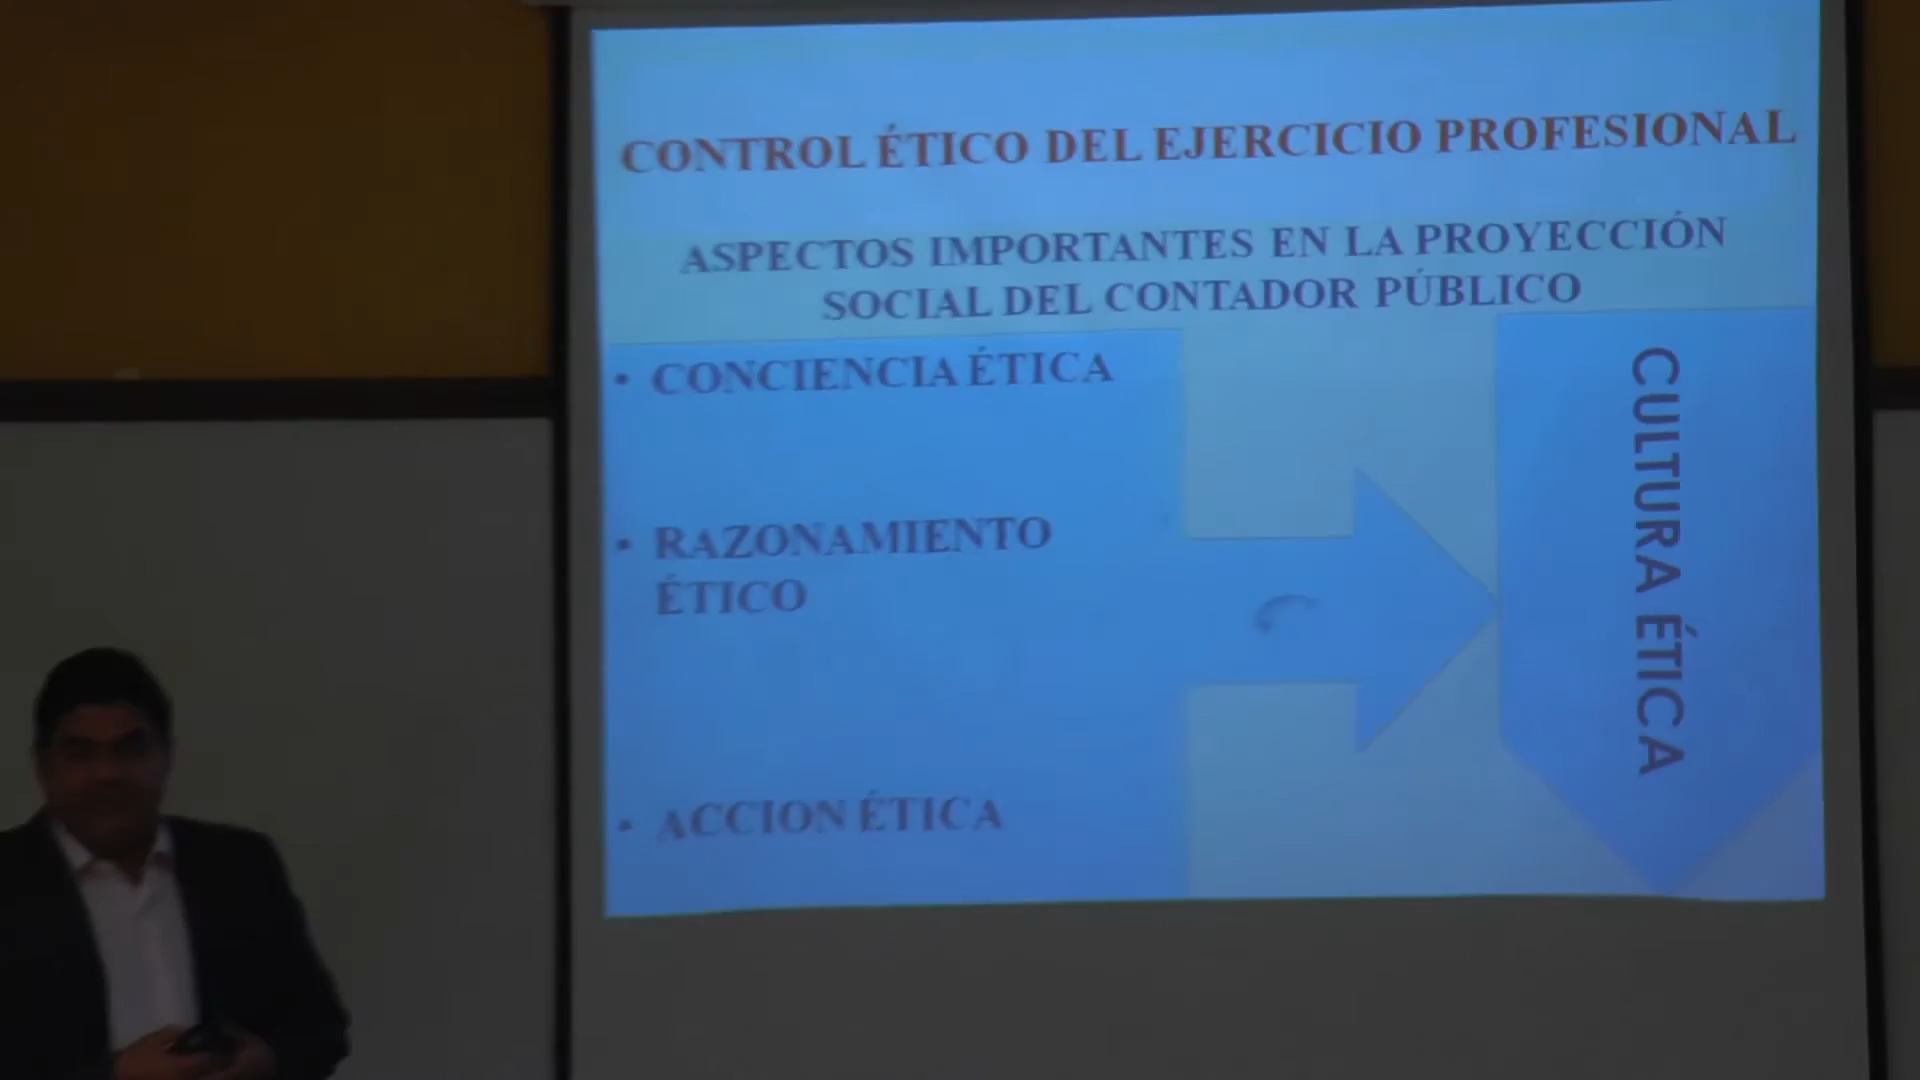 CONTROL ÉTICO DEL EJERCICIO PROFESIONAL
ASPECTOS IMPORTANTES EN LA PROYECCIÓN
SOCIAL DEL CONTADOR PÚBLICO
• CONCIENCIA ÉTICA
• RAZONAMIENTO
ÉTICO
• ACCION ÉTICA
CULTURA ÉTICA